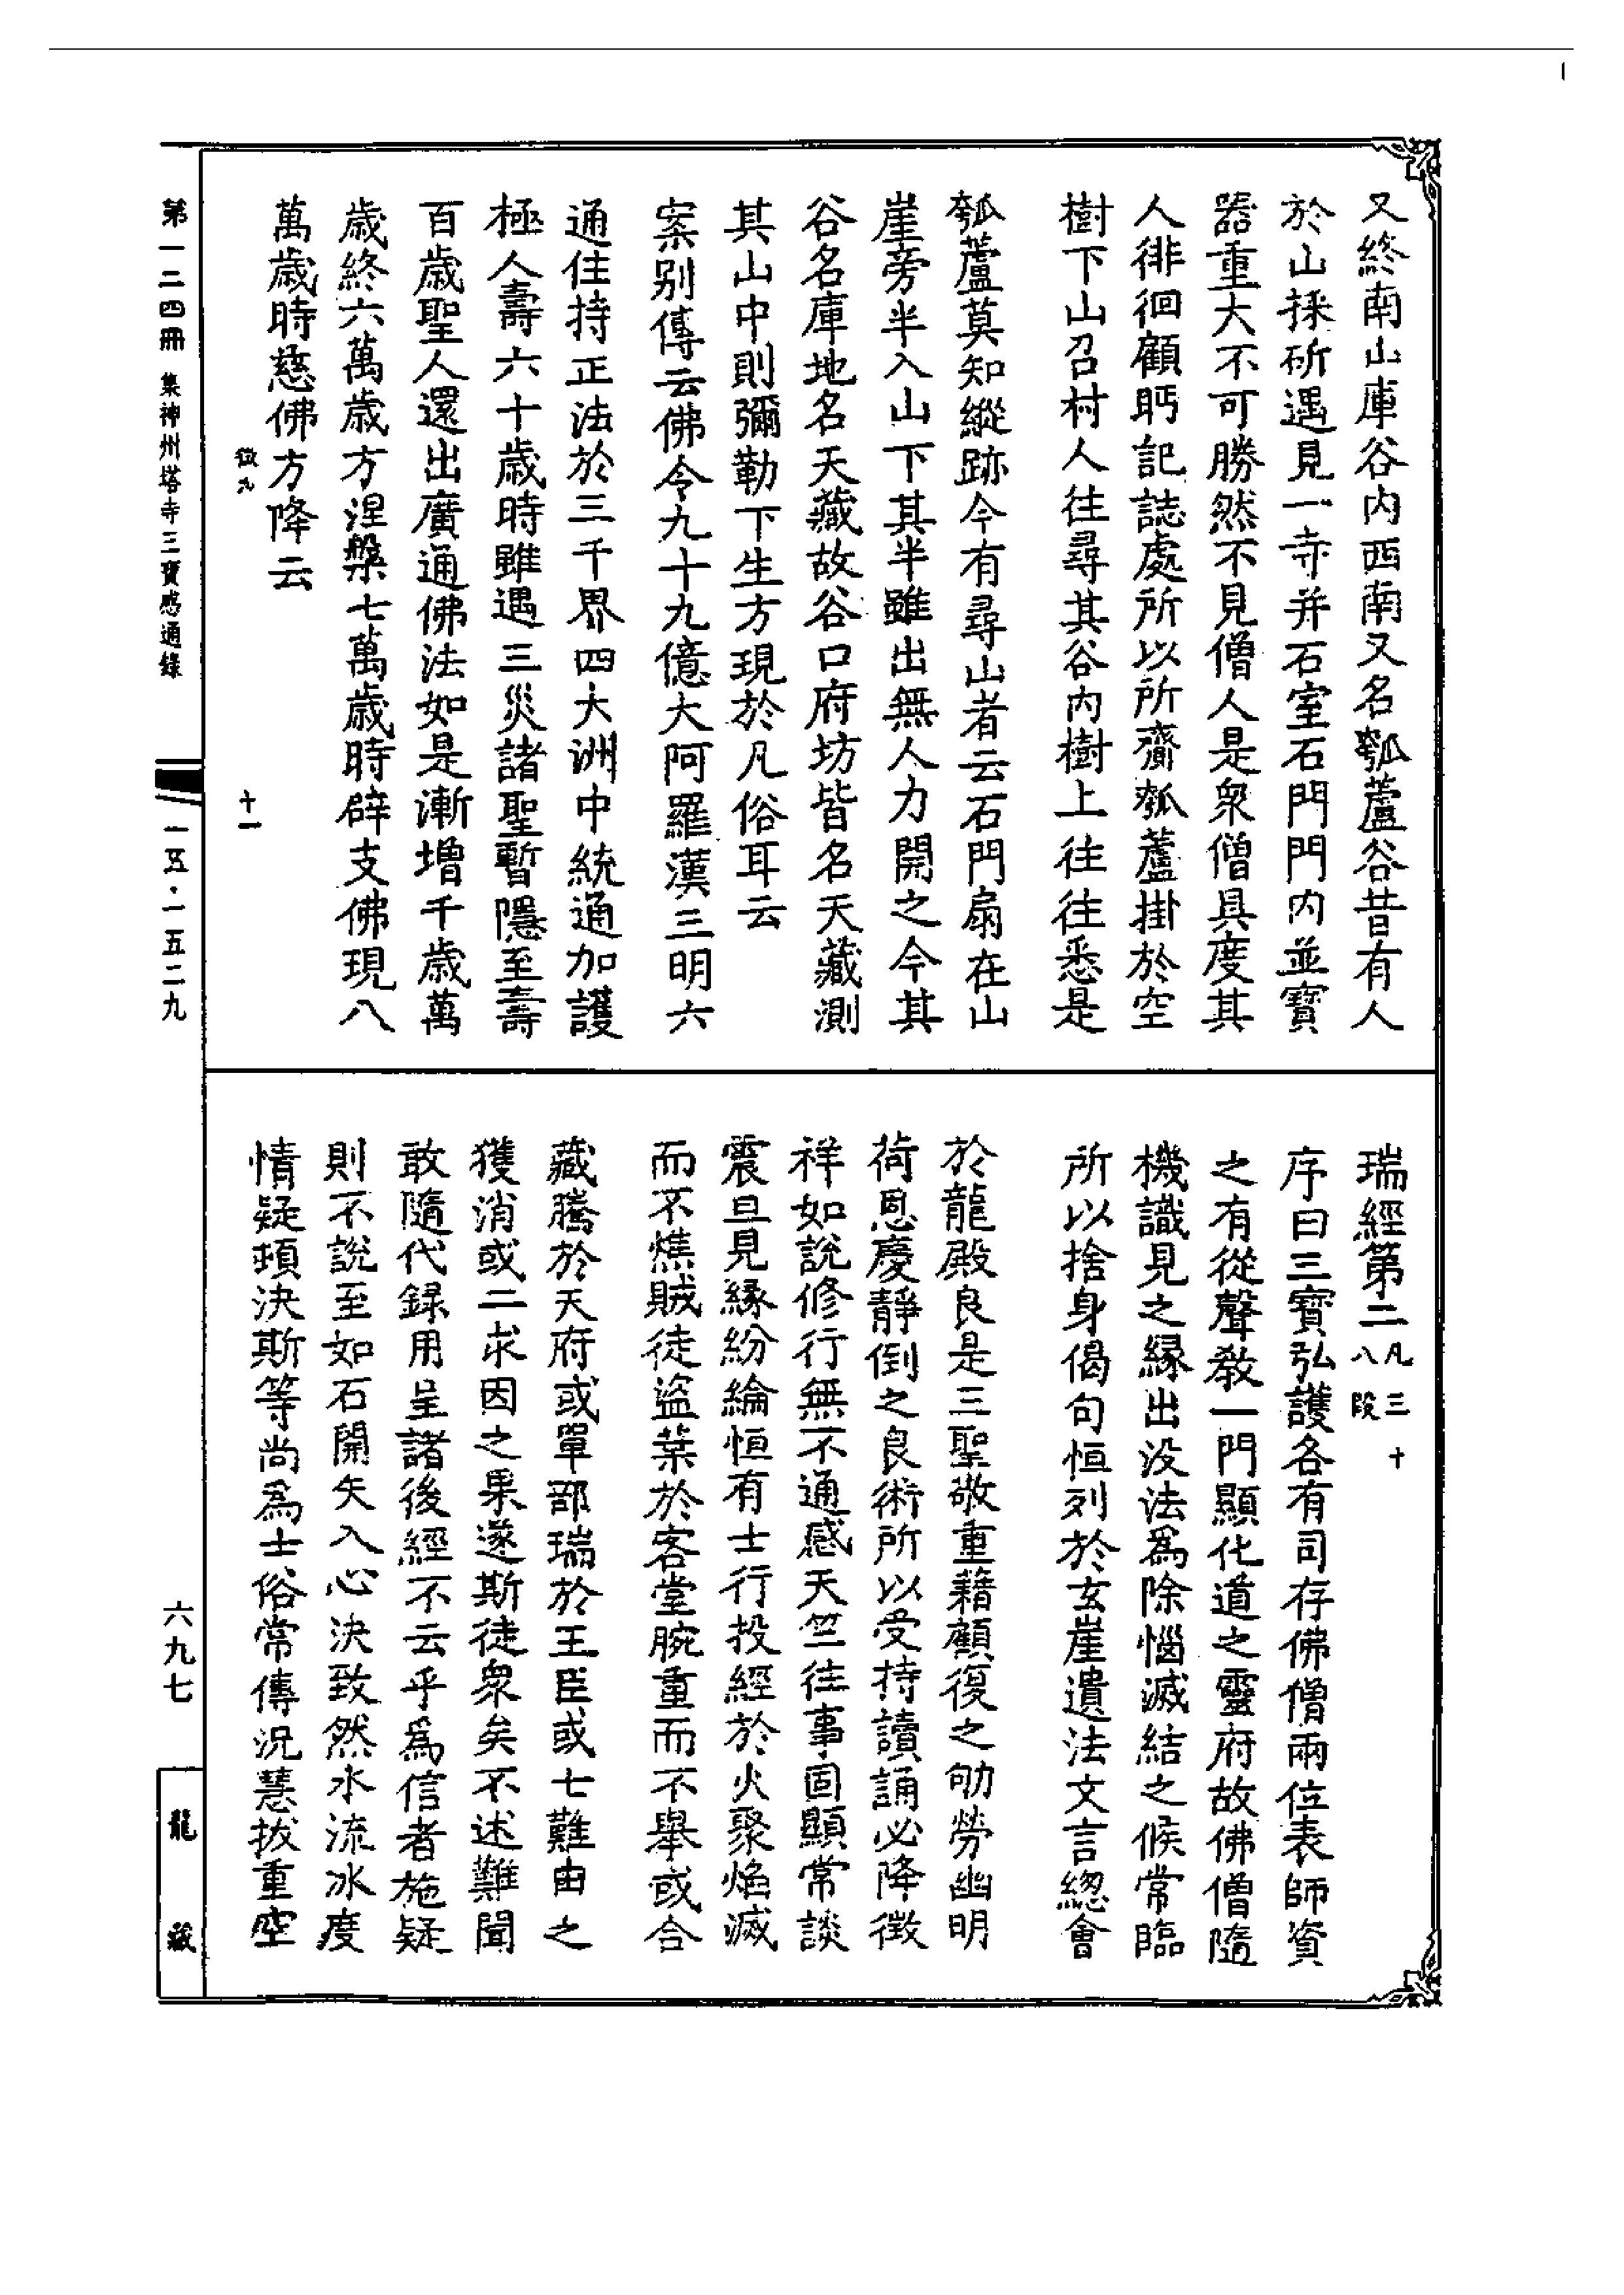 又終南山庫谷内西南又名瓠蘆谷昔有人
於山採斫遇見一寺并石室石門門内並寶
器重大不可勝然不見僧人是衆僧具度其
人徘徊顧眄記誌處所以所齎瓠蘆掛於空
樹下山召村人往尋其谷内樹上往往悉是
瓠蘆莫知縱跡今有尋山者云石門扇在山
崖旁半入山下其半雖出無人力開之今其
谷名庫地名天藏故谷口府坊皆名天藏測
其山中則彌勒下生方現於凡俗耳云
案别傳云佛令九十九億大阿羅漢三明六
通住持正法於三千界四大洲中統通加護
極人壽六十歲時雖遇三災諸聖暫隱至壽
百歲聖人還出廣通佛法如是漸增千歲萬
歲終六萬歲方涅槃七萬歲時辟支佛現八
萬歲時慈佛方降云
瑞經第二凡三十八段
序曰三寶弘護各有司存佛僧兩位表師資
之有從聲教一門顯化道之靈府故佛僧隨
機識見之緣出没法爲除惱滅結之候常臨
所以捨身偈句恒列於玄崖遺法文言總會
於龍殿良是三聖敬重藉顧復之劬勞幽明
荷恩慶靜倒之良術所以受持讀誦必降徵
祥如說修行無不通感天竺往事固顯常談
震旦見緣紛綸恒有士行投經於火聚焰滅
而不燋賊徒盜葉於客堂腕重而不舉或合
藏騰於天府或單部瑞於王臣或七難由之
獲消或二求因之果遂斯徒衆矣不述難聞
敢隨代録用呈諸後經不云乎爲信者施疑
則不說至如石開矢入心決致然水流冰度
情疑頓決斯等尚爲士俗常傳況慧拔重空
第一二四冊 集神州塔寺三寶感通錄
一五·一五二九
六九七
龍藏
十一